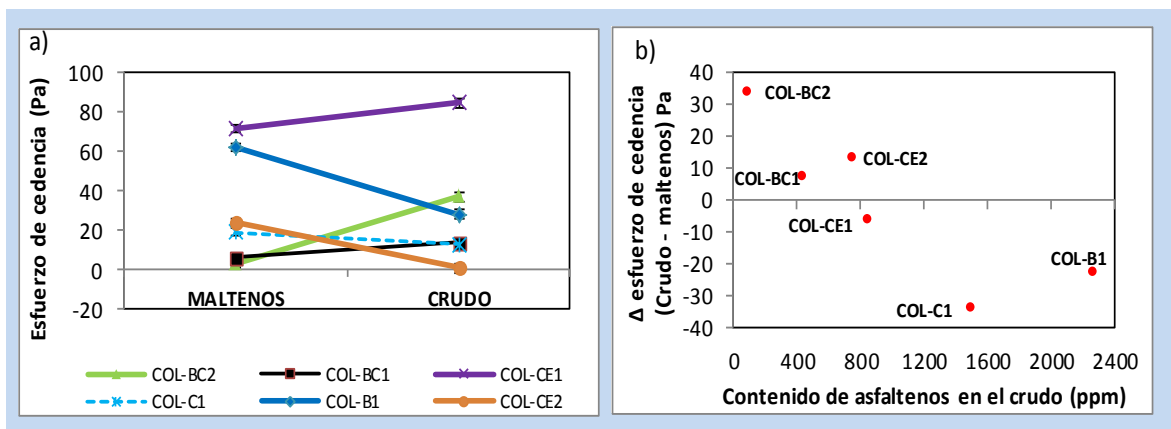 a)
Esfuerzo de cedencia (Pa)
100
80
60
40
20
0
-20
MALTENOS
CRUDO
COL-BC2
COL-BC1
COL-CE1
COL-C1
COL-B1
COL-CE2
b)
Δ esfuerzo de cedencia
(Crudo - maltenos) Pa
40
30
20
10
0
-10
-20
-30
-40
COL-BC2
COL-CE2
COL-BC1
COL-CE1
COL-B1
COL-C1
0
400
800
1200
1600
2000
2400
Contenido de asfaltenos en el crudo (ppm)